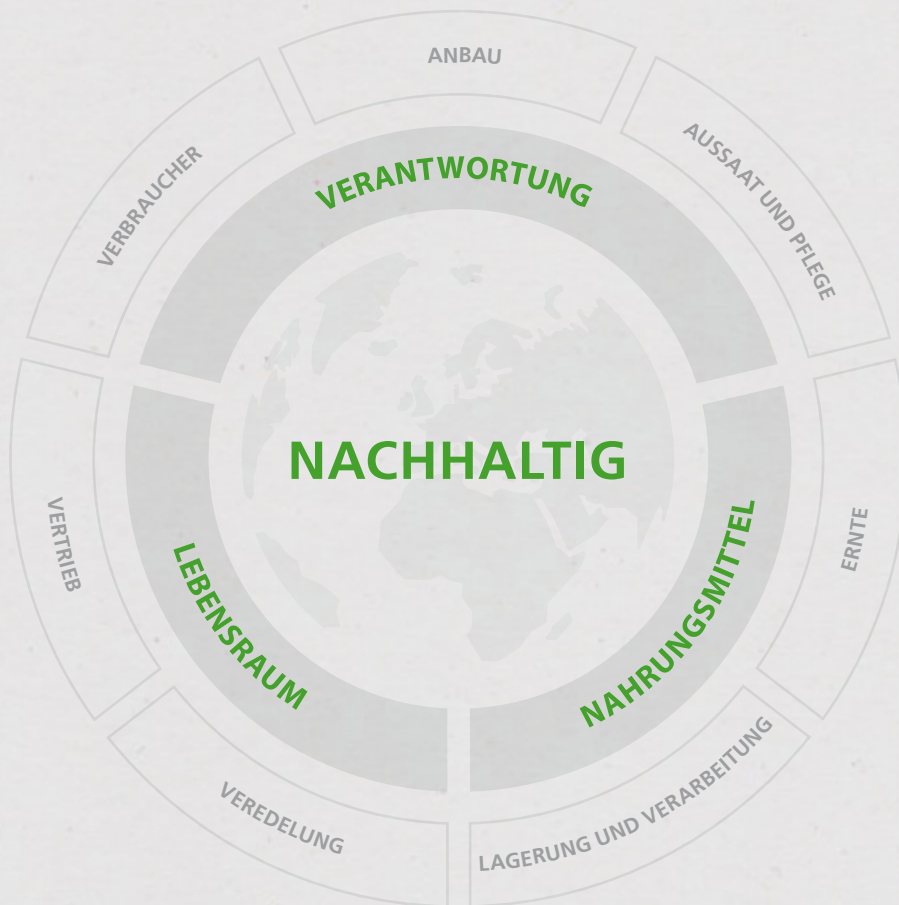 ANBAU
AUSSAAT UND PFLEGE
ERNTE
LAGERUNG UND VERARBEITUNG
VEREDELUNG
VERTRIEB
VERBRAUCHER
VERANTWORTUNG
NAHRUNGSMITTEL
LEBENSRAUM
NACHHALTIG